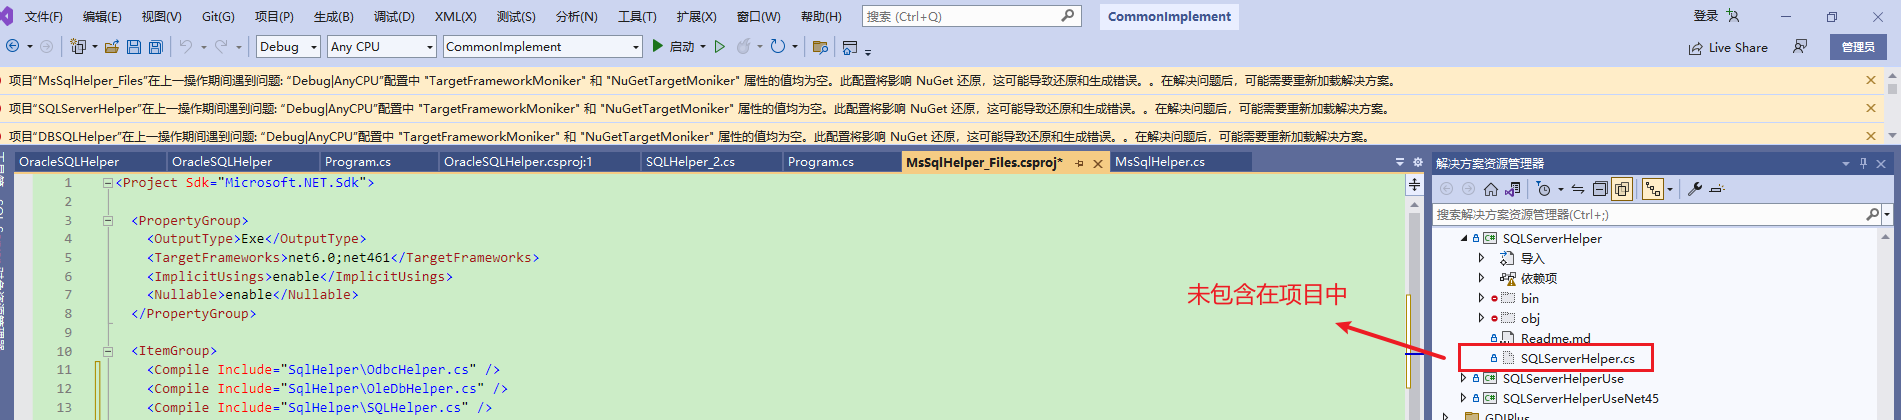 文件(F) 编辑(E) 视图(V) Git(G) 项目(P) 生成(B) 调试(D) XML(X) 测试(S) 分析(N) 工具(T) 扩展(X) 窗口(W) 帮助(H) 搜索 (Ctrl+Q) CommonImplement 登录
Debug Any CPU CommonImplement 启动 Live Share 管理员
项目“MsSqlHelper_Files”在上一操作期间遇到问题: “Debug|AnyCPU”配置中 "TargetFrameworkMoniker" 和 "NuGetTargetMoniker" 属性的值均为空。此配置将影响 NuGet 还原，这可能导致还原和生成错误。。在解决问题后，可能需要重新加载解决方案。
项目“SQLServerHelper”在上一操作期间遇到问题: “Debug|AnyCPU”配置中 "TargetFrameworkMoniker" 和 "NuGetTargetMoniker" 属性的值均为空。此配置将影响 NuGet 还原，这可能导致还原和生成错误。。在解决问题后，可能需要重新加载解决方案。
项目“DBSQLHelper”在上一操作期间遇到问题: “Debug|AnyCPU”配置中 "TargetFrameworkMoniker" 和 "NuGetTargetMoniker" 属性的值均为空。此配置将影响 NuGet 还原，这可能导致还原和生成错误。。在解决问题后，可能需要重新加载解决方案。
OracleSQLHelper OracleSQLHelper Program.cs OracleSQLHelper.csproj:1 SQLHelper_2.cs Program.cs MsSqlHelper_Files.csproj* MsSqlHelper.cs
1 <Project Sdk="Microsoft.NET.Sdk">
2
3 <PropertyGroup>
4 <OutputType>Exe</OutputType>
5 <TargetFrameworks>net6.0;net461</TargetFrameworks>
6 <ImplicitUsings>enable</ImplicitUsings>
7 <Nullable>enable</Nullable>
8 </PropertyGroup>
9
10 <ItemGroup>
11 <Compile Include="SqlHelper\OdbcHelper.cs" />
12 <Compile Include="SqlHelper\OleDbHelper.cs" />
13 <Compile Include="SqlHelper\SQLHelper.cs" />
未包含在项目中
解决方案资源管理器
搜索解决方案资源管理器(Ctrl+;)
C# SQLServerHelper
导入
依赖项
bin
obj
Readme.md
SQLServerHelper.cs
C# SQLServerHelperUse
C# SQLServerHelperUseNet45
GDIPlus